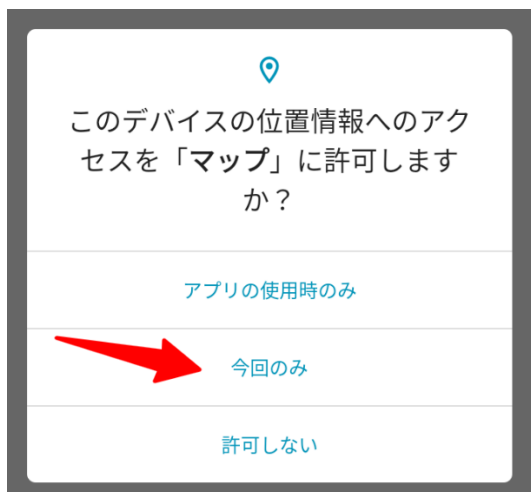 このデバイスの位置情報へのアク
セスを「マップ」に許可します
か？
アプリの使用時のみ
今回のみ
許可しない